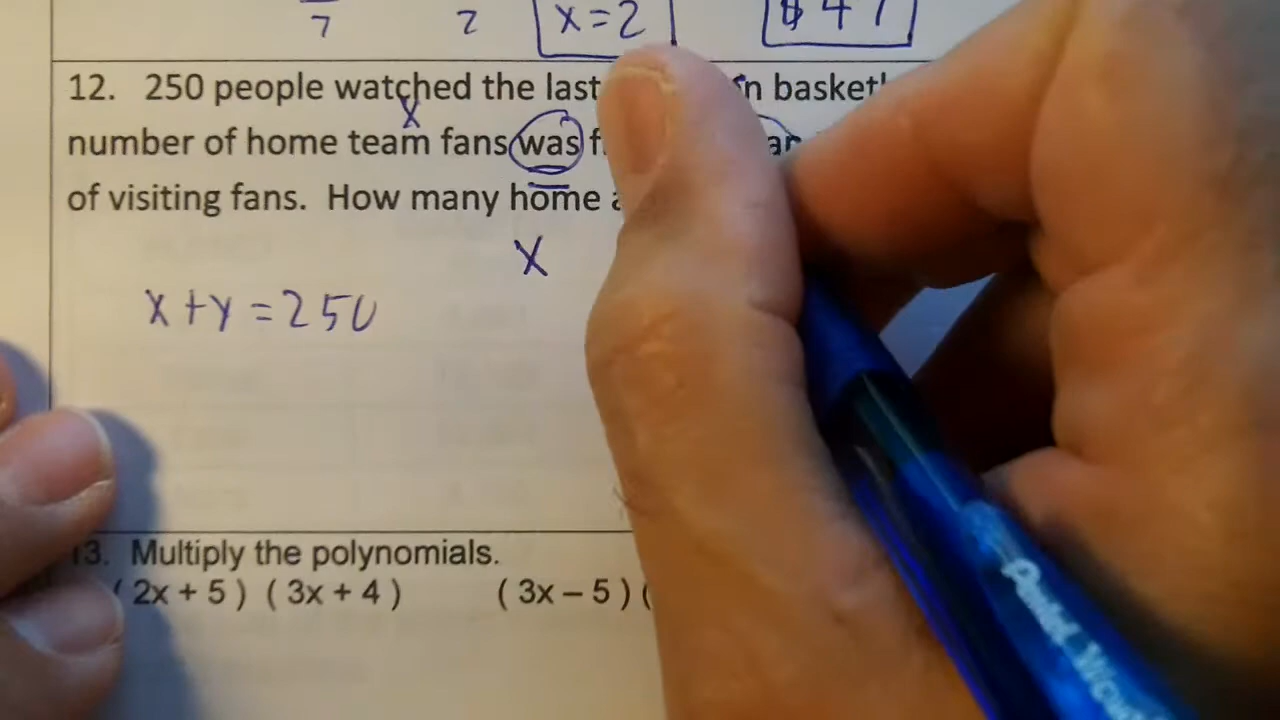 7 2 x=2 $47
12. 250 people watched the last basket
x
number of home team fans was
of visiting fans. How many home
x
x+y=250
13. Multiply the polynomials.
(2x + 5) (3x + 4) (3x – 5) (